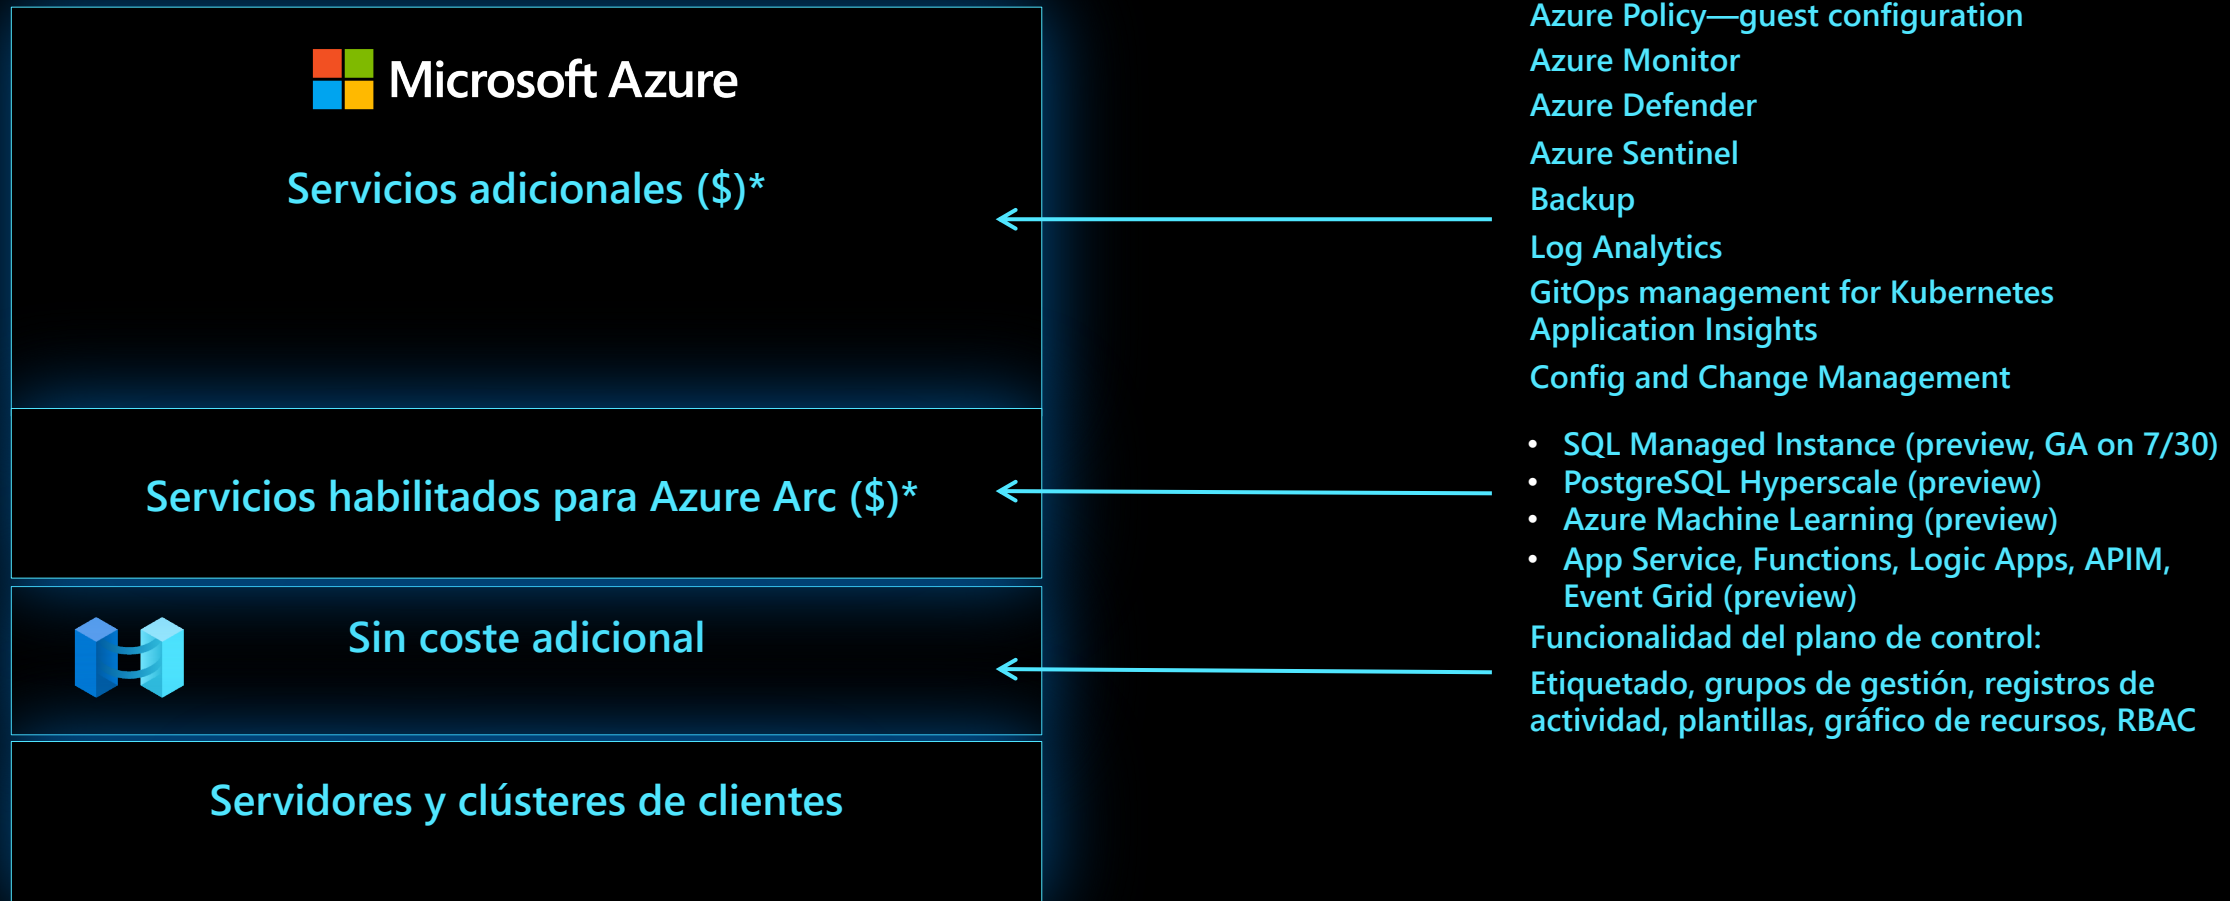 Microsoft Azure
Servicios adicionales ($)*
Servicios habilitados para Azure Arc ($)*
Sin coste adicional
Servidores y clústeres de clientes
Azure Policy—guest configuration
Azure Monitor
Azure Defender
Azure Sentinel
Backup
Log Analytics
GitOps management for Kubernetes
Application Insights
Config and Change Management
• SQL Managed Instance (preview, GA on 7/30)
• PostgreSQL Hyperscale (preview)
• Azure Machine Learning (preview)
• App Service, Functions, Logic Apps, APIM,
Event Grid (preview)
Funcionalidad del plano de control:
Etiquetado, grupos de gestión, registros de
actividad, plantillas, gráfico de recursos, RBAC